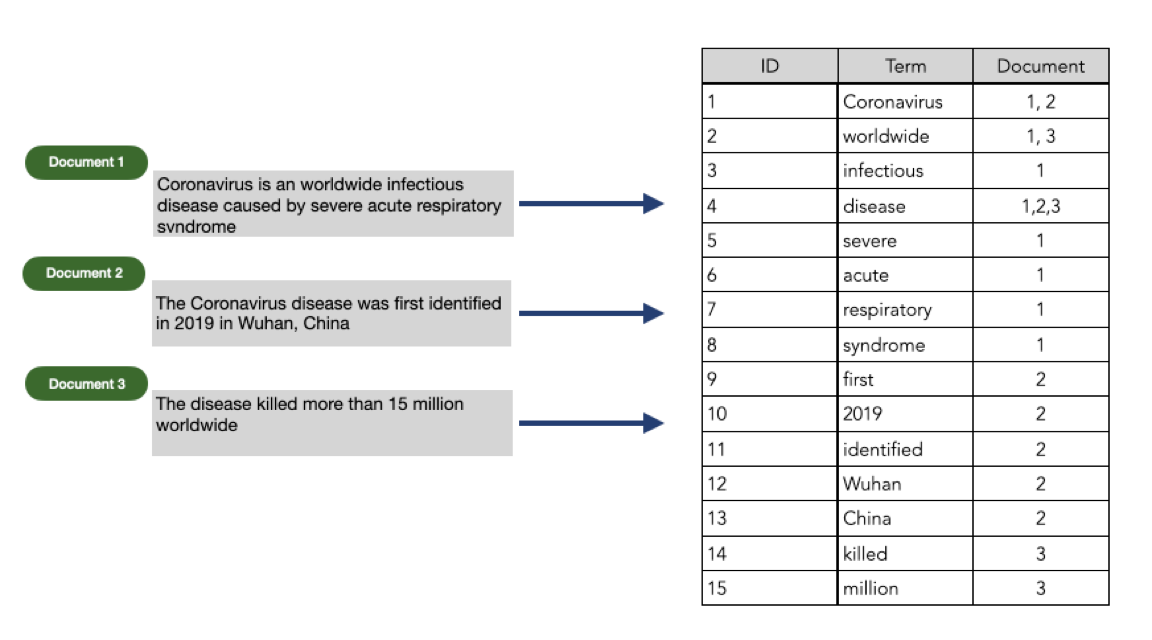 Document 1
Coronavirus is an worldwide infectious
disease caused by severe acute respiratory
svndrome
Document 2
The Coronavirus disease was first identified
in 2019 in Wuhan, China
Document 3
The disease killed more than 15 million
worldwide
ID Term Document
1 Coronavirus 1, 2
2 worldwide 1, 3
3 infectious 1
4 disease 1,2,3
5 severe 1
6 acute 1
7 respiratory 1
8 syndrome 1
9 first 2
10 2019 2
11 identified 2
12 Wuhan 2
13 China 2
14 killed 3
15 million 3